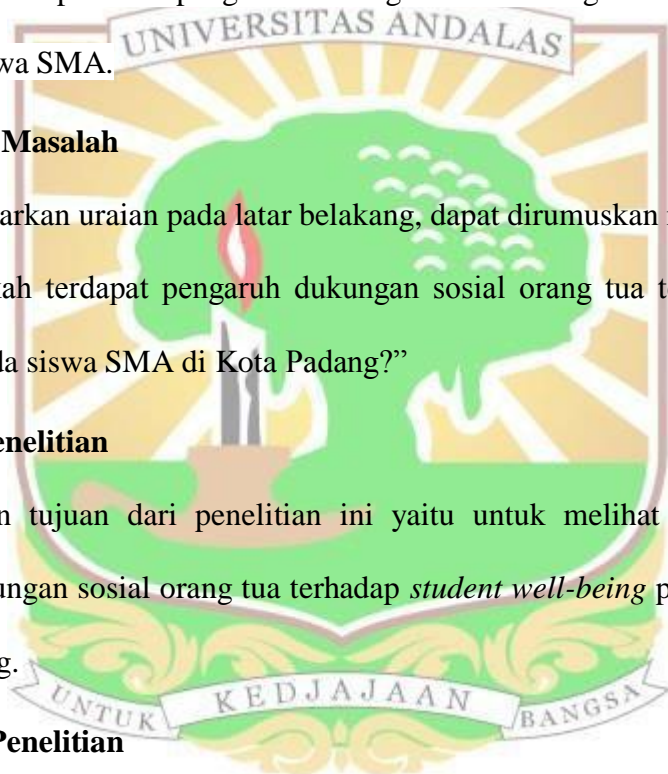 UNIVERSITAS ANDALAS
wa SMA.
Masalah
arkan uraian pada latar belakang, dapat dirumuskan
kah terdapat pengaruh dukungan sosial orang tua t
da siswa SMA di Kota Padang?”
enelitian
n tujuan dari penelitian ini yaitu untuk melihat
ungan sosial orang tua terhadap student well-being p
g.
UNTUK KEDJAJAAN BANGSA
Penelitian